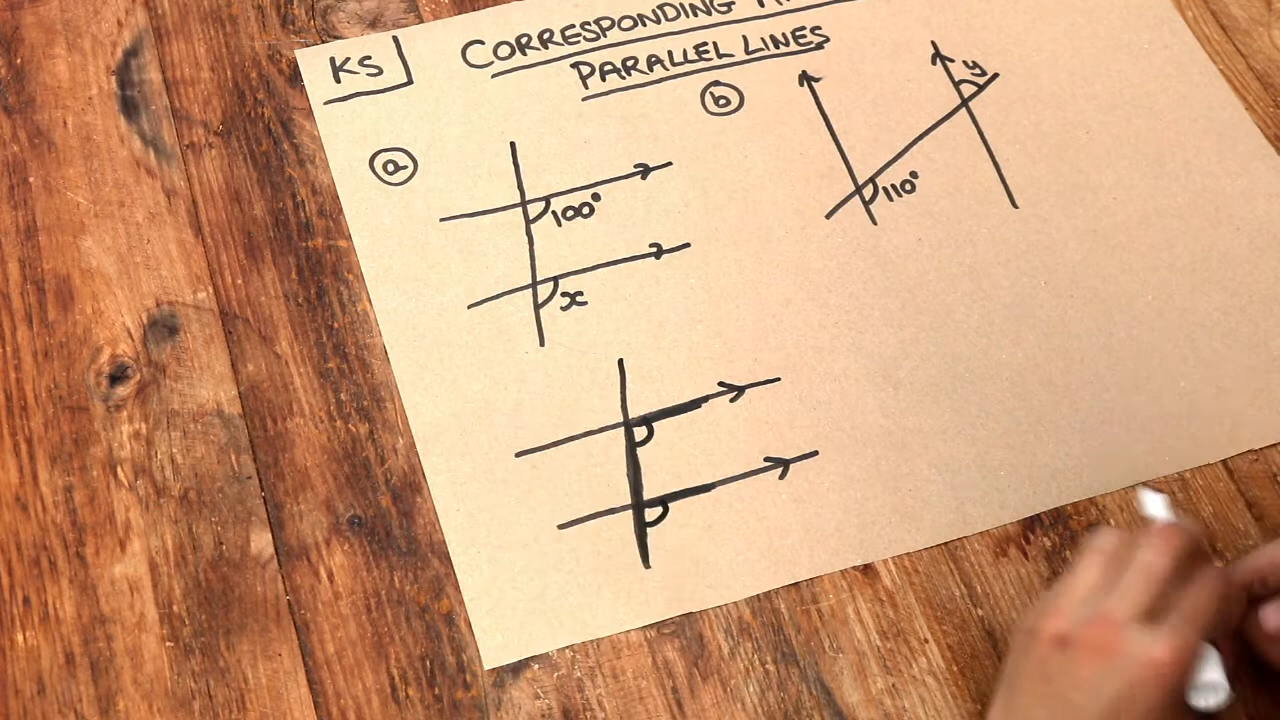 KS
CORRESPONDING
PARALLEL LINES
a
100°
x
b
110°
y